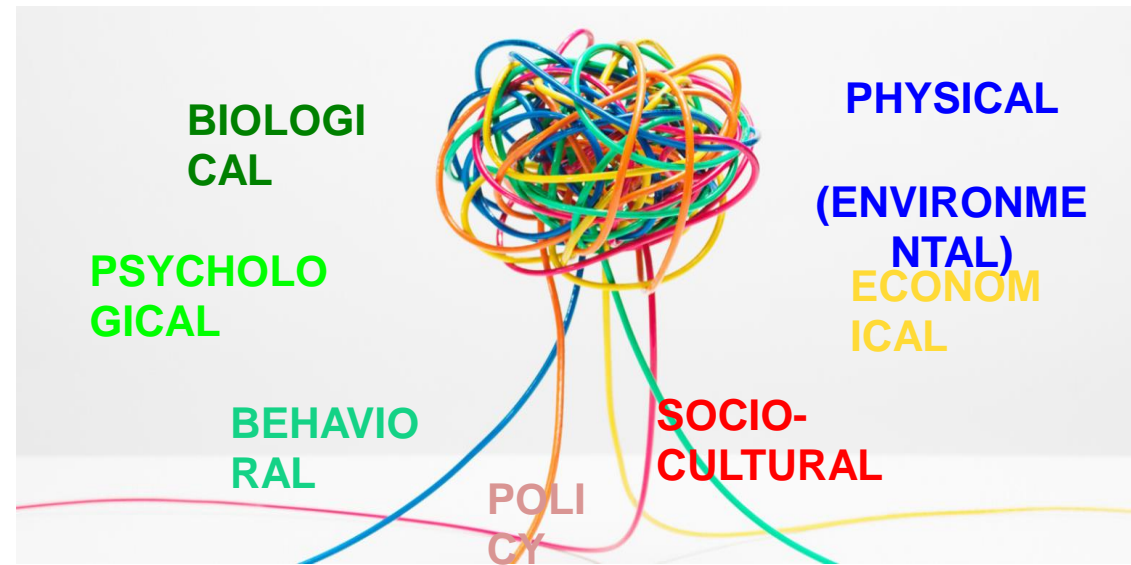 BIOLOGI
CAL
PSYCHOLO
GICAL
BEHAVIO
RAL
POLI
CY
PHYSICAL
(ENVIRONME
NTAL)
ECONOM
ICAL
SOCIO-
CULTURAL